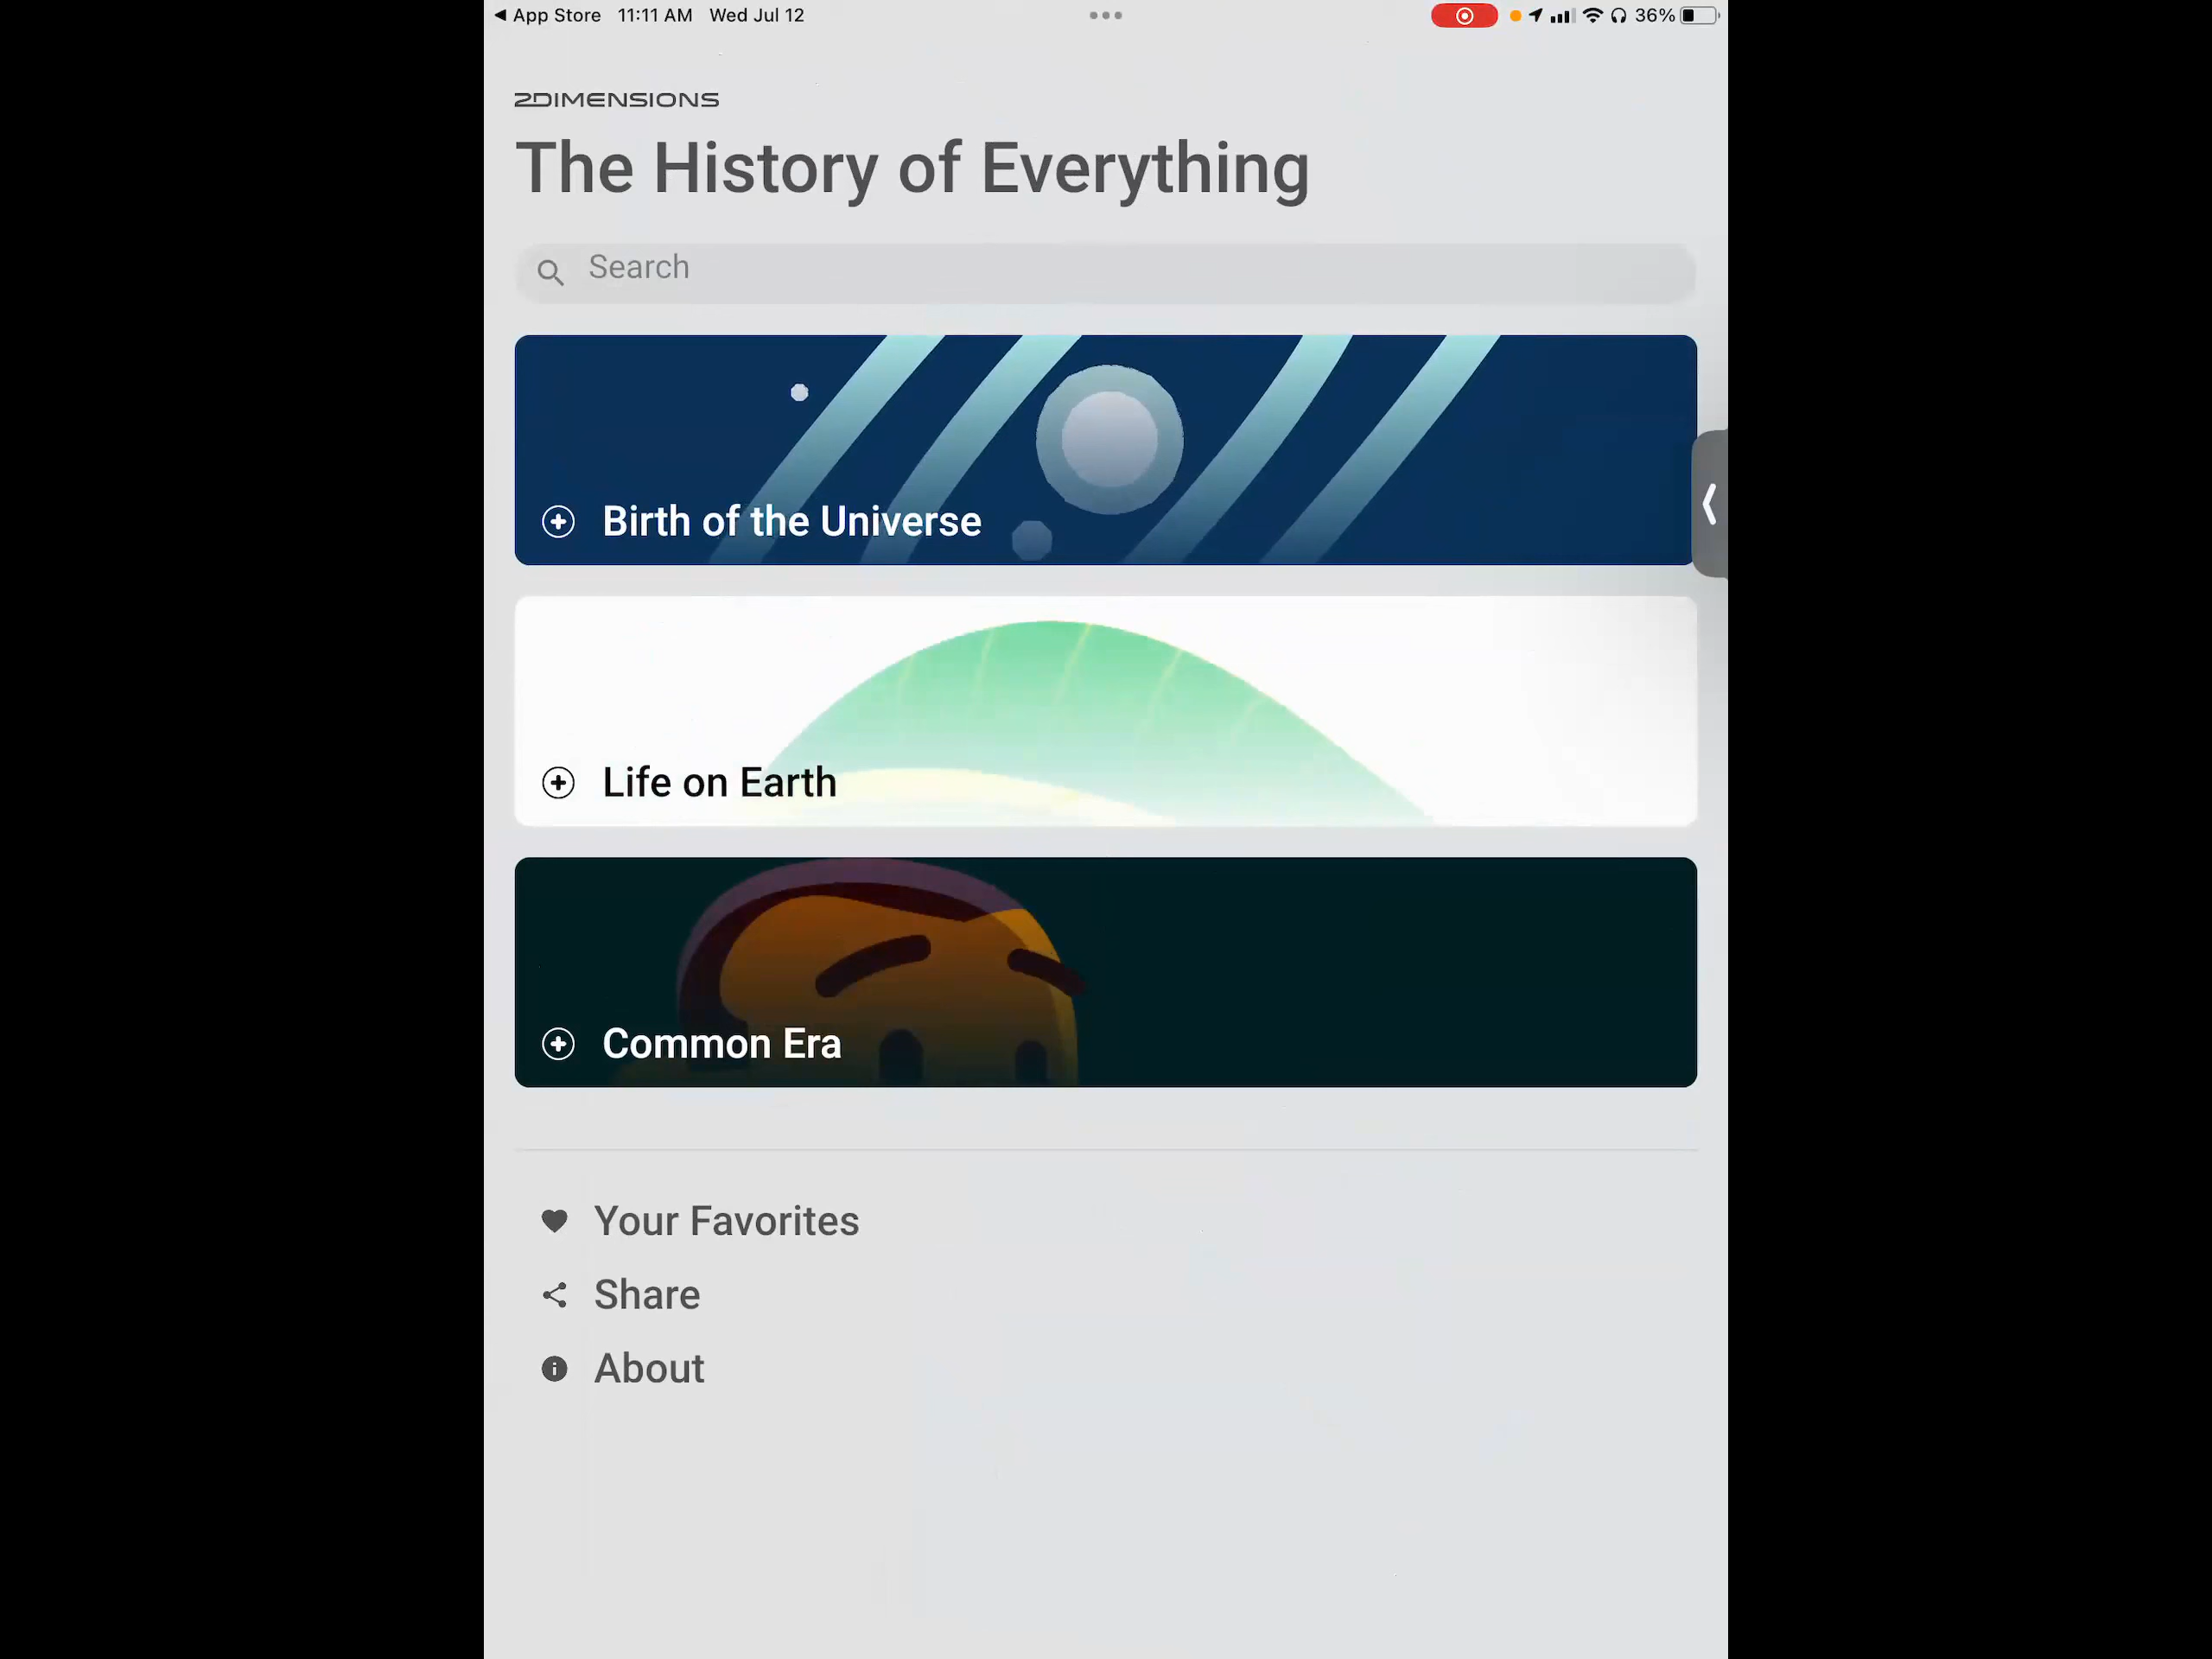 App Store 11:11 AM Wed Jul 12 36%
2DIMENSIONS
The History of Everything
Search
Birth of the Universe
Life on Earth
Common Era
Your Favorites
Share
About